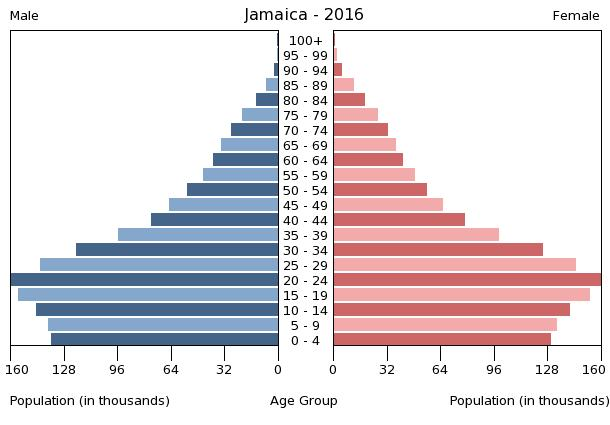 Male Jamaica - 2016 Female
100+
95 - 99
90 - 94
85 - 89
80 - 84
75 - 79
70 - 74
65 - 69
60 - 64
55 - 59
50 - 54
45 - 49
40 - 44
35 - 39
30 - 34
25 - 29
20 - 24
15 - 19
10 - 14
5 - 9
0 - 4
160 128 96 64 32 0 0 32 64 96 128 160
Population (in thousands) Age Group Population (in thousands)